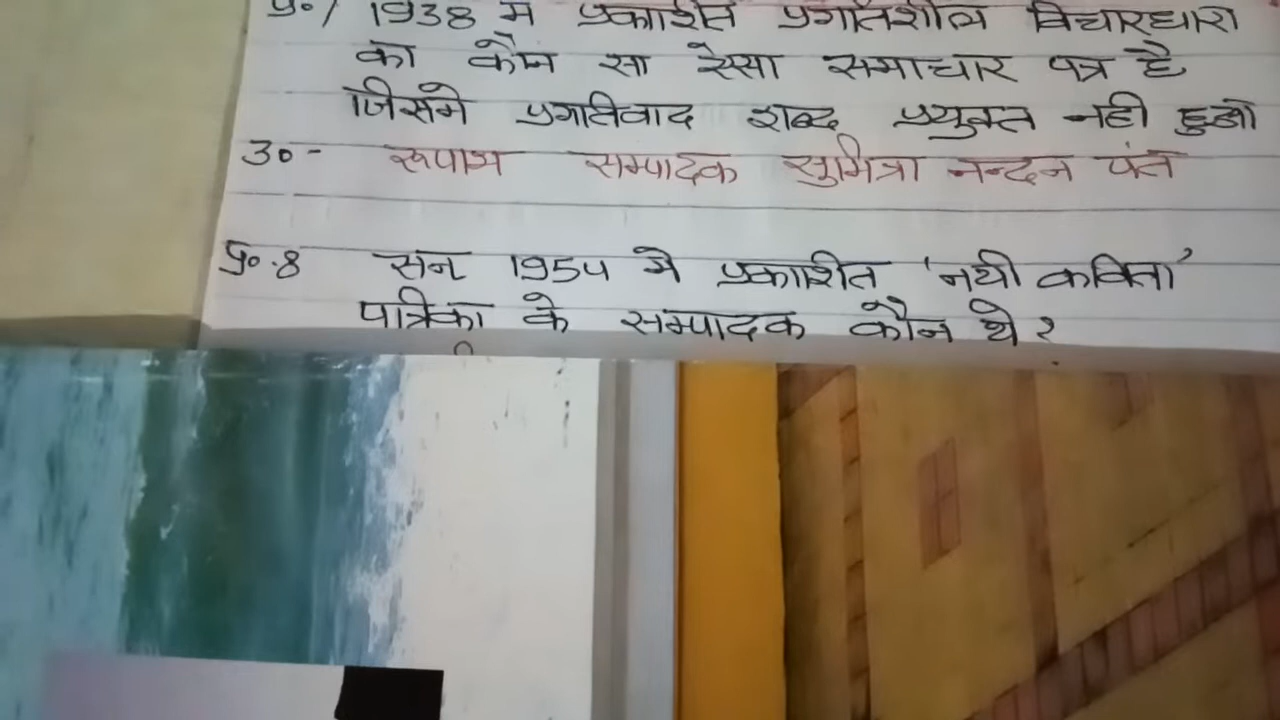 प्र०/ 1938 में प्रकाशित प्रगतिशील विचारधारा
का कौन सा ऐसा समाचार पत्र है
जिसमे प्रगतिवाद शब्द प्रयुक्त नही हुओ
उ०- रूपाभ सम्पादक सुमित्रा नन्दन पंत
प्र०.8 सन 1954 मे प्रकाशीत 'नयी कविता'
पत्रिका के सम्पादक कौन थे?